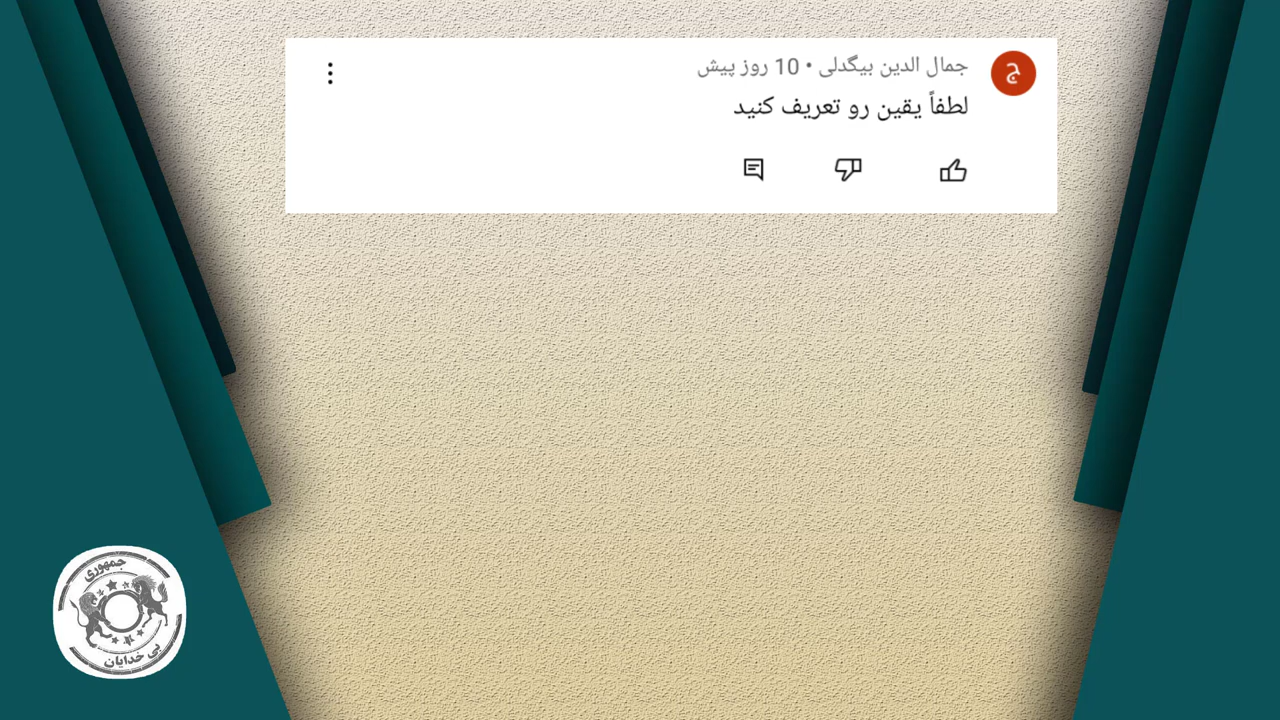 جمال الدین بیگدلی • 10 روز پیش
ج
لطفاً یقین رو تعریف کنید
جمهوری
بی خدایان